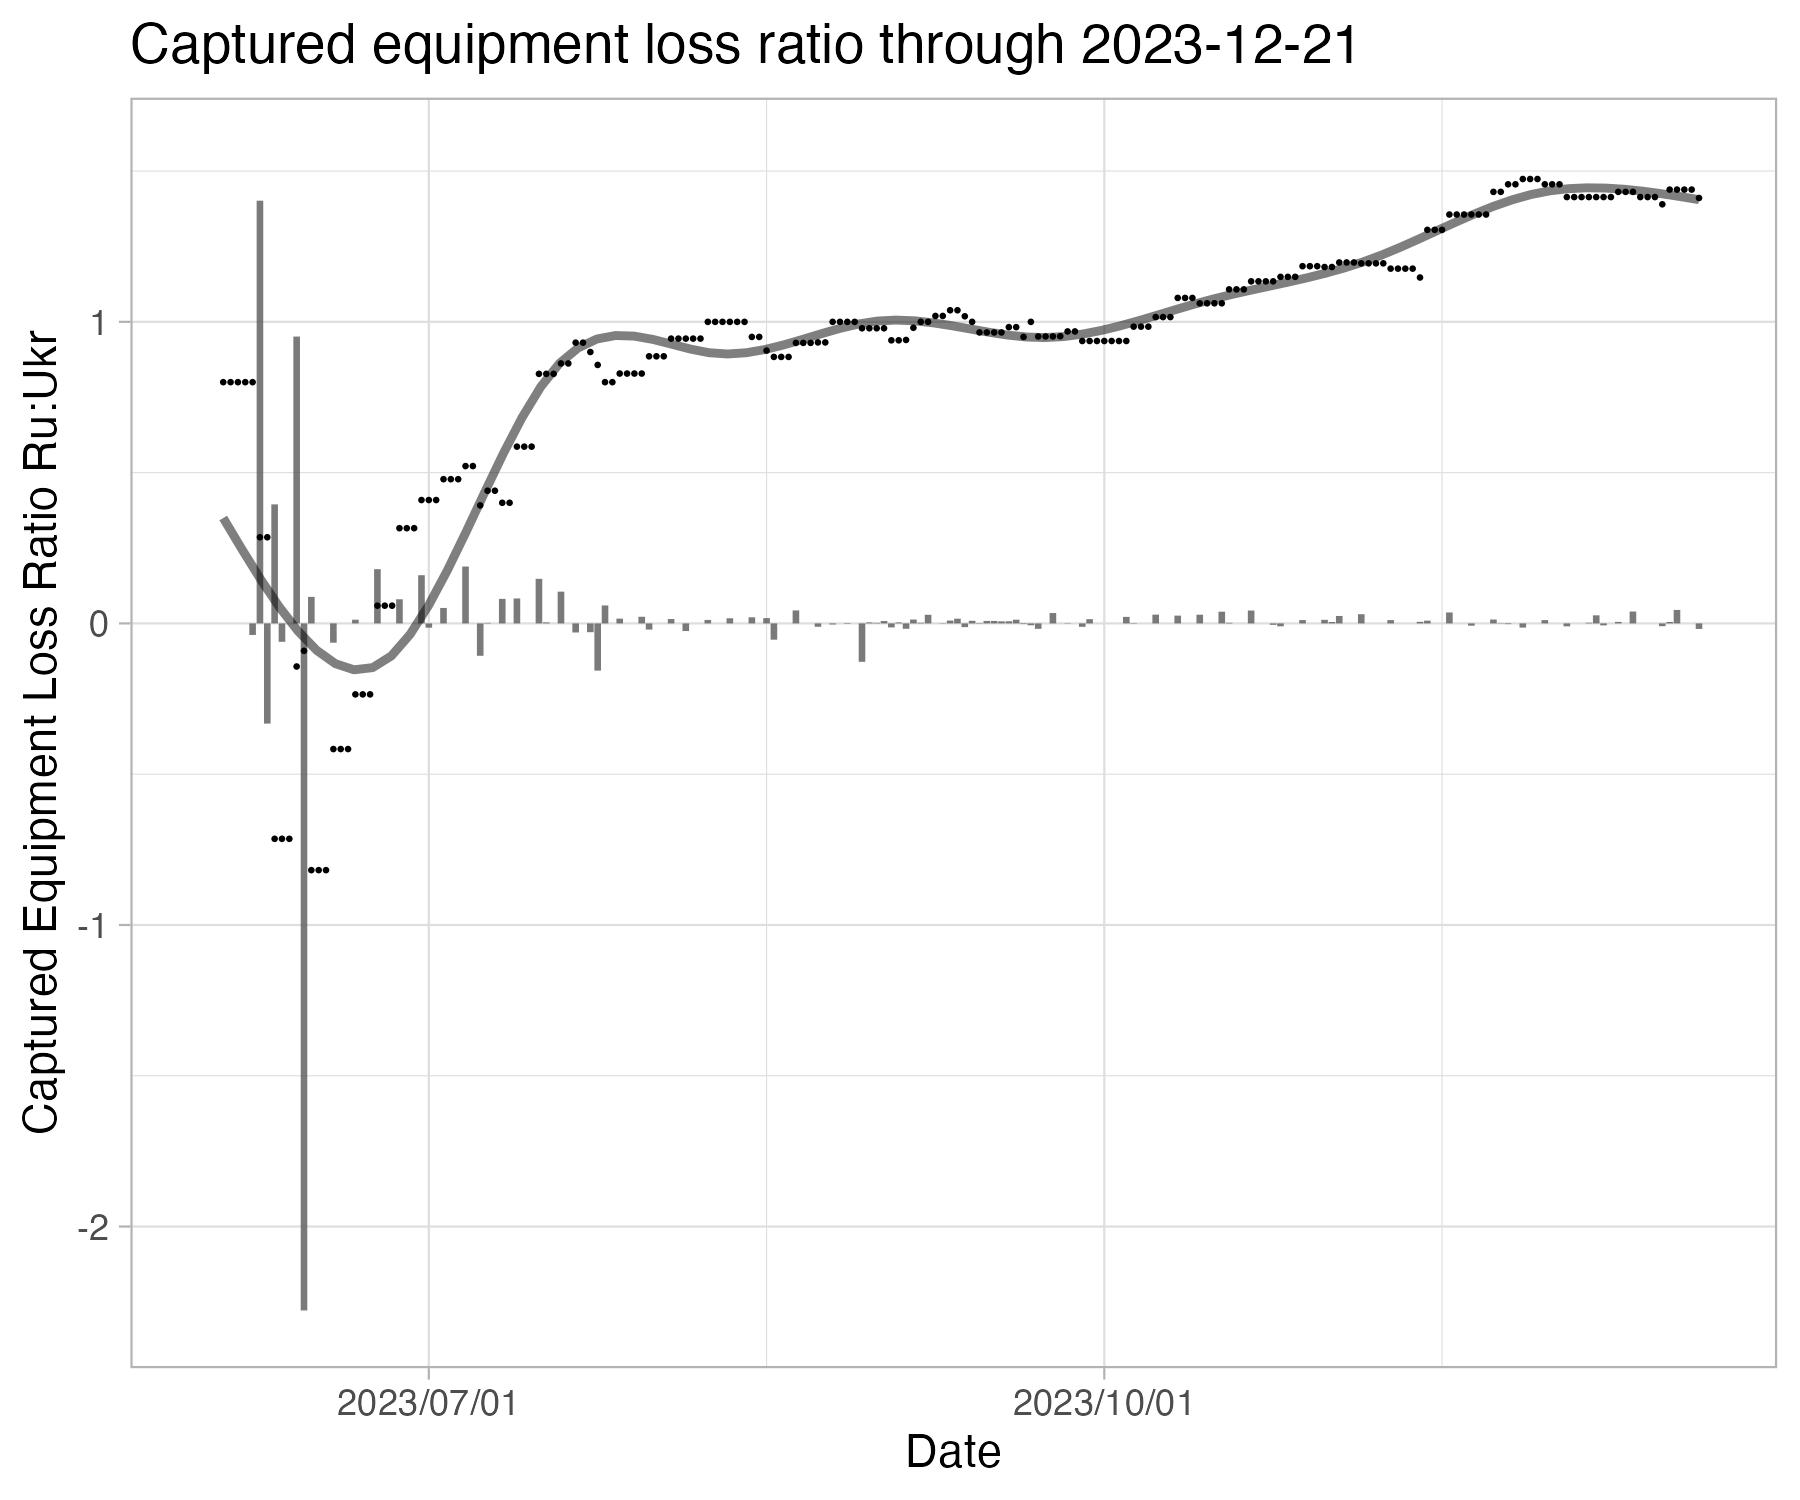 Captured equipment loss ratio through 2023-12-21
Captured Equipment Loss Ratio Ru:Ukr
1
0
-1
-2
2023/07/01
2023/10/01
Date